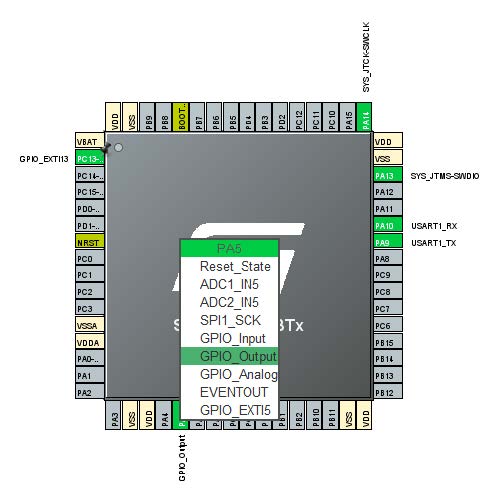 SYS_JTCK-SWCLK
VDD
VSS
PB9
PB8
BOOT..
PB7
PB6
PB5
PB4
PB3
PD2
PC12
PC11
PC10
PA15
PA14
VBAT
GPIO_EXTI13
PC13-..
PC14-..
PC15-..
PD0-..
PD1-..
NRST
PC0
PC1
PC2
PC3
VSSA
VDDA
PA0-..
PA1
PA2
VDD
VSS
PA13
SYS_JTMS-SWDIO
PA12
PA11
PA10
USART1_RX
PA9
USART1_TX
PA8
PC9
PC8
PC7
PC6
PB15
PB14
PB13
PB12
PA5
Reset_State
ADC1_IN5
ADC2_IN5
SPI1_SCK
GPIO_Input
GPIO_Output
GPIO_Analog
EVENTOUT
GPIO_EXTI5
PA3
VSS
VDD
PA4
PB1
PB2
PB10
PB11
VSS
VDD
GPIO_Output